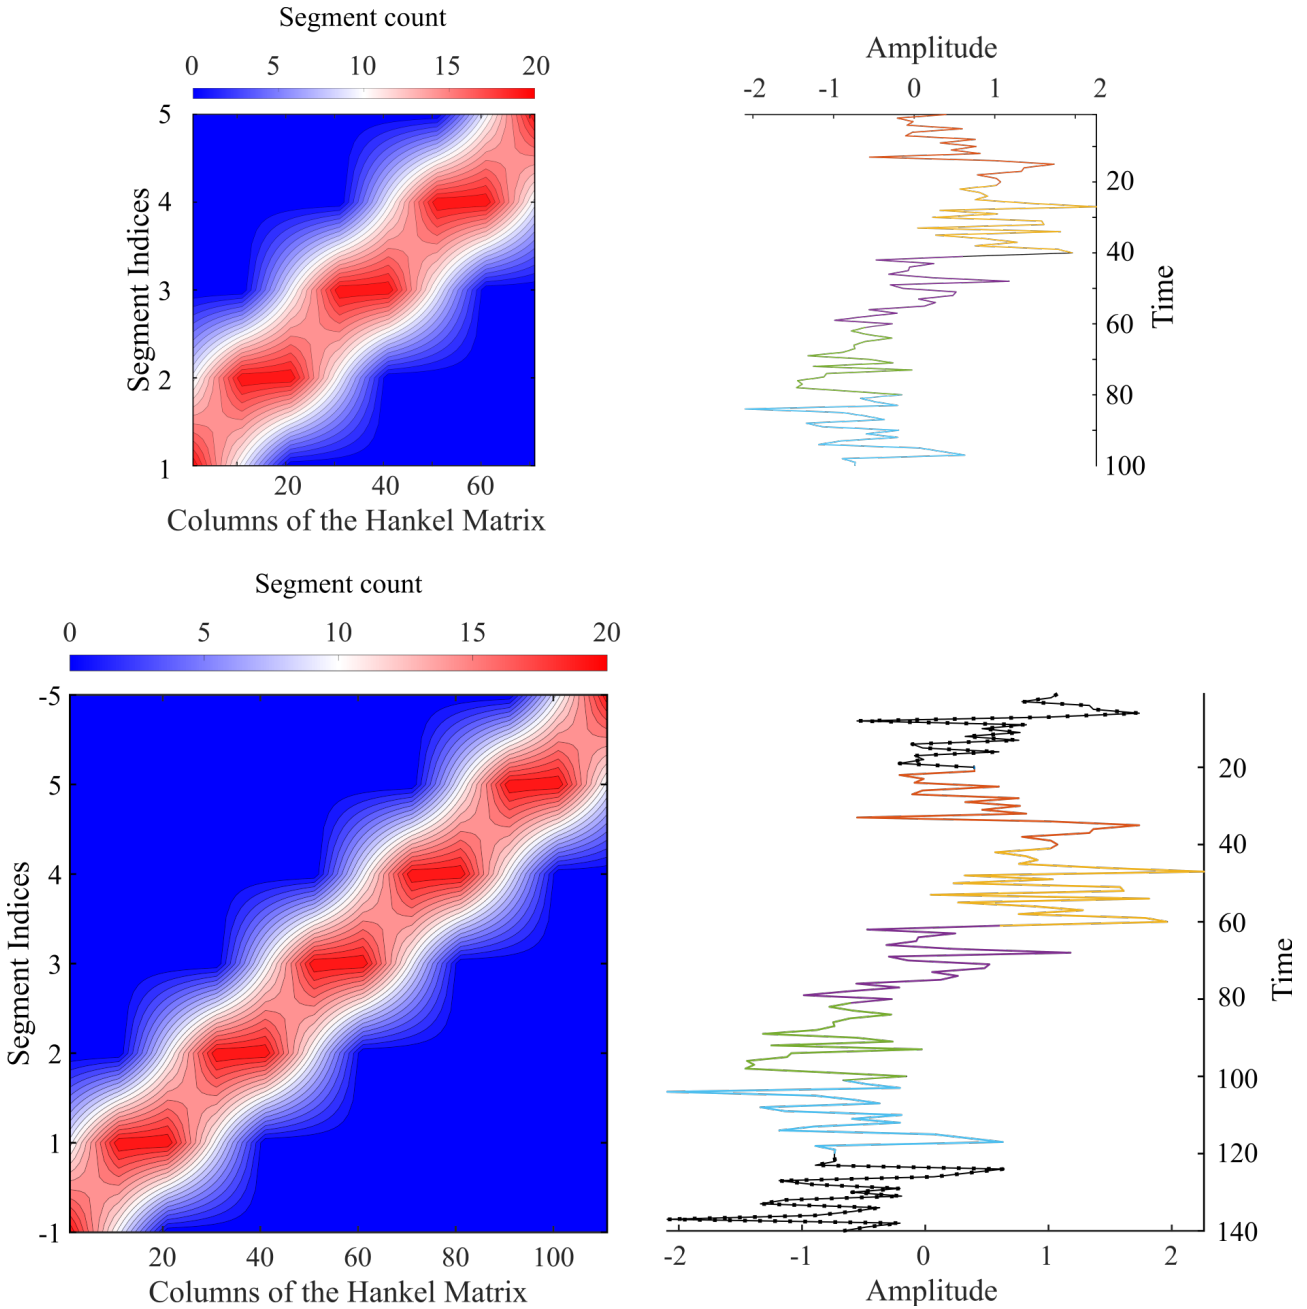 Segment count
0 5 10 15 20
5
4
3
2
1
Segment Indices
20 40 60
Columns of the Hankel Matrix
Amplitude
-2 -1 0 1 2
20
40
60
80
100
Time
Segment count
0 5 10 15 20
-5
5
4
3
2
1
-1
Segment Indices
20 40 60 80 100
Columns of the Hankel Matrix
20
40
60
80
100
120
140
Time
-2 -1 0 1 2
Amplitude